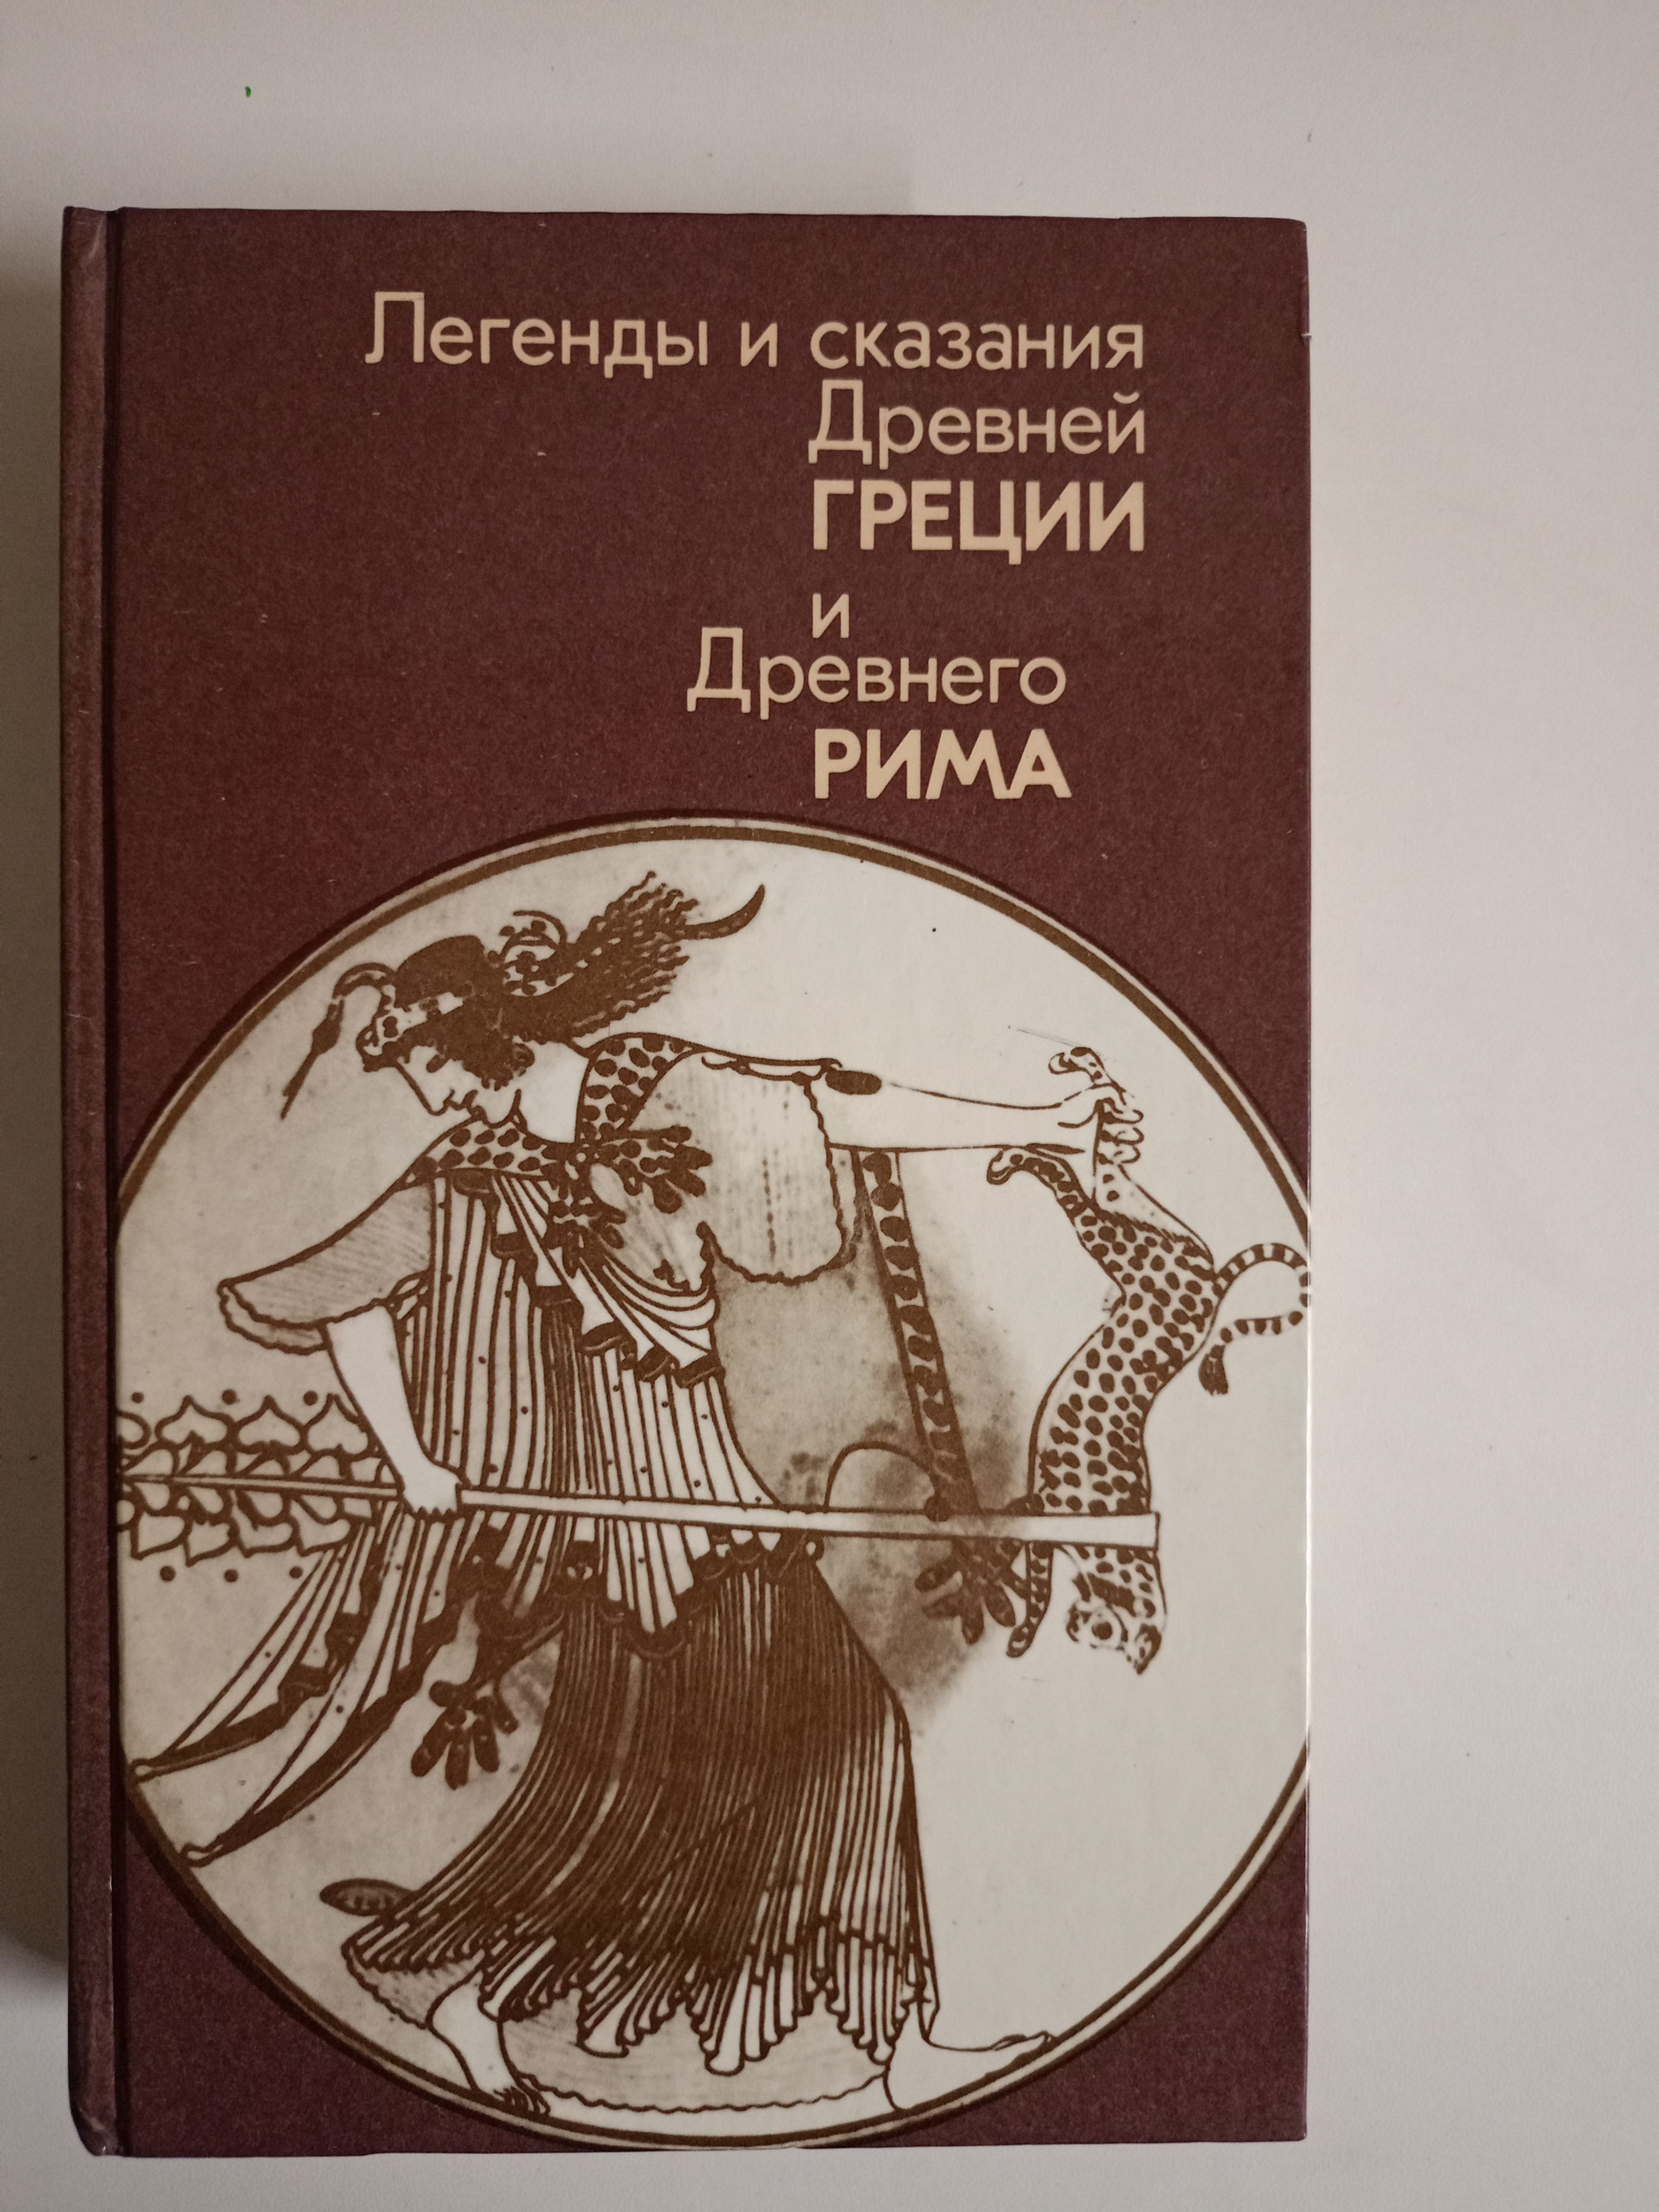 Легенды и сказания
Древней
ГРЕЦИИ
и
Древнего
РИМА